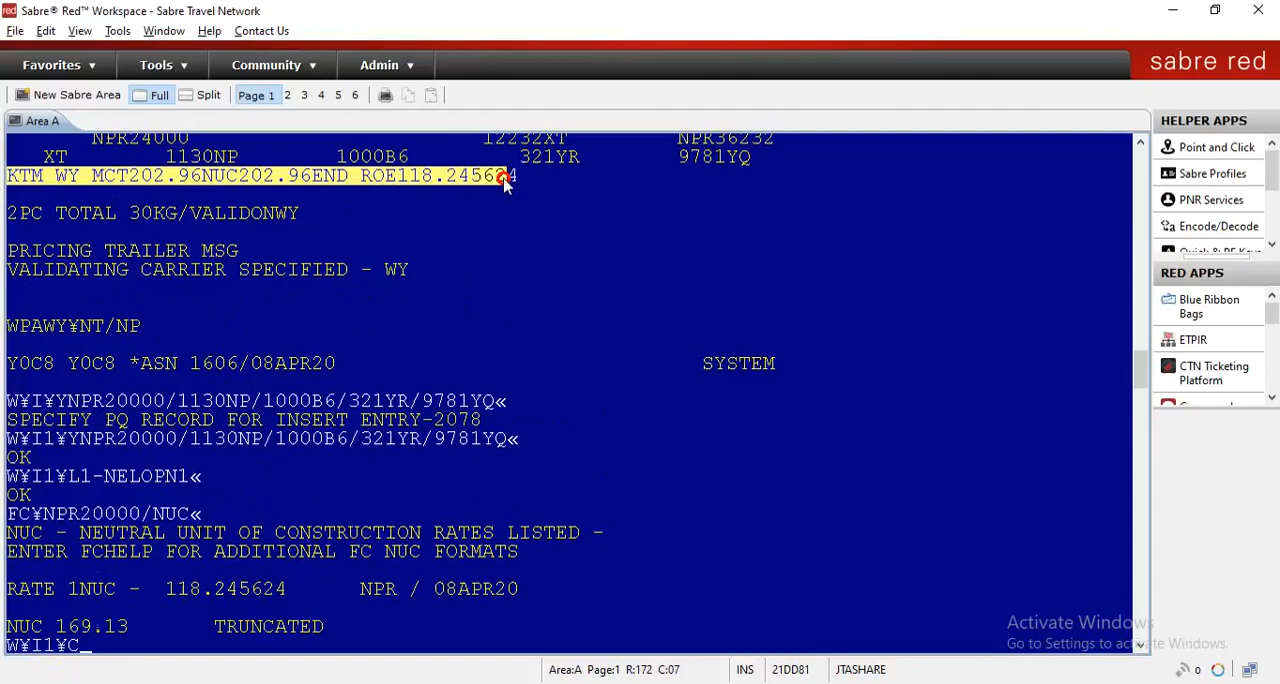 red Sabre® Red™ Workspace - Sabre Travel Network
File Edit View Tools Window Help Contact Us
Favorites Tools Community Admin sabre red
New Sabre Area Full Split Page 1 2 3 4 5 6
Area A
NPR24000 12232XT NPR36232
XT 1130NP 1000B6 321YR 9781YQ
KTM WY MCT202.96NUC202.96END ROE118.245624
2PC TOTAL 30KG/VALIDONWY
PRICING TRAILER MSG
VALIDATING CARRIER SPECIFIED - WY
WPAWY¥NT/NP
Y0C8 Y0C8 *ASN 1606/08APR20 SYSTEM
W¥I¥YNPR20000/1130NP/1000B6/321YR/9781YQ«
SPECIFY PQ RECORD FOR INSERT ENTRY-2078
W¥I1¥YNPR20000/1130NP/1000B6/321YR/9781YQ«
OK
W¥I1¥L1-NELOPN1«
OK
FC¥NPR20000/NUC«
NUC - NEUTRAL UNIT OF CONSTRUCTION RATES LISTED -
ENTER FCHELP FOR ADDITIONAL FC NUC FORMATS
RATE 1NUC - 118.245624 NPR / 08APR20
NUC 169.13 TRUNCATED
W¥I1¥C_
HELPER APPS
Point and Click
Sabre Profiles
PNR Services
Encode/Decode
RED APPS
Blue Ribbon
Bags
ETPIR
CTN Ticketing
Platform
Activate Windows
Go to Settings to activate Windows.
Area:A Page:1 R:172 C:07 INS 21DD81 JTASHARE 0